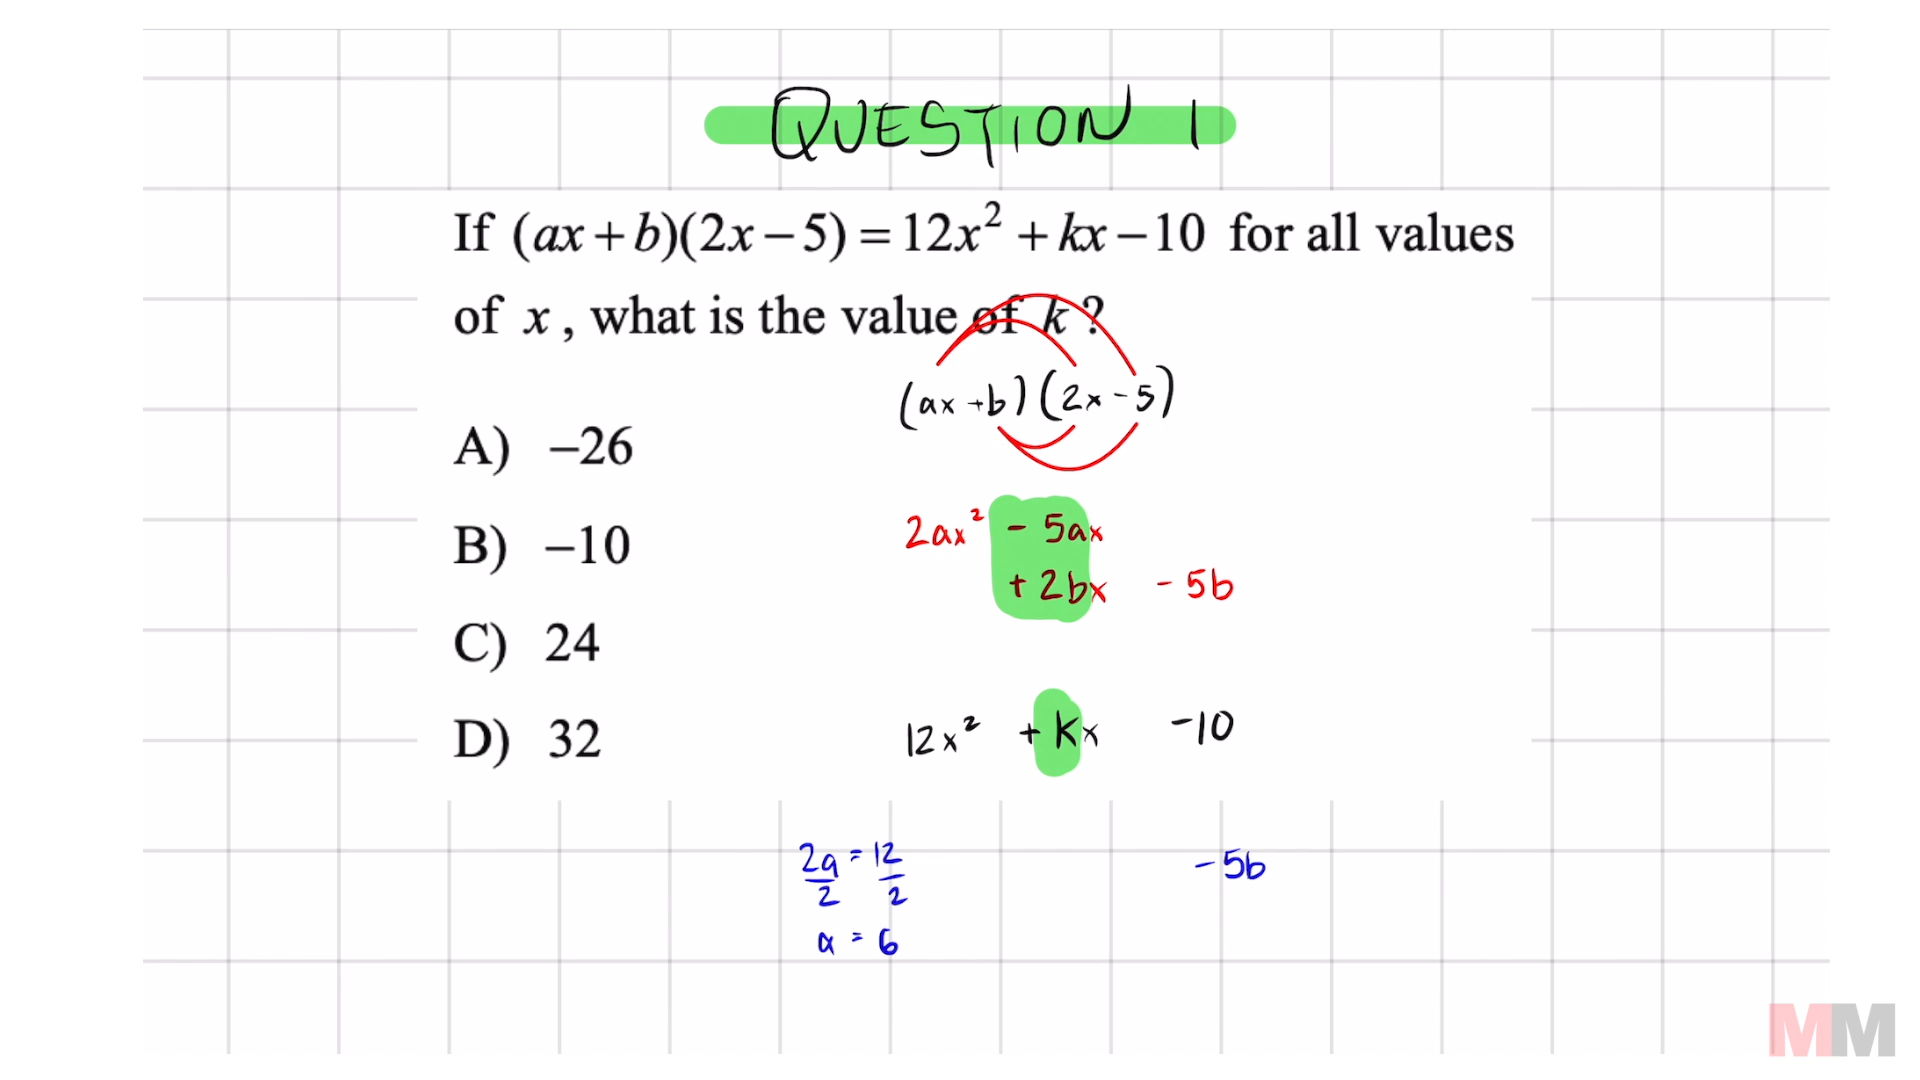 QUESTION 1
If (ax+b)(2x−5)=12x²+kx−10 for all values
of x, what is the value of k?
(ax+b)(2x-5)
A) −26
B) −10
C) 24
D) 32
2ax² - 5ax
+ 2bx - 5b
12x² + kx -10
2a = 12 -5b
2 2
a = 6
MM